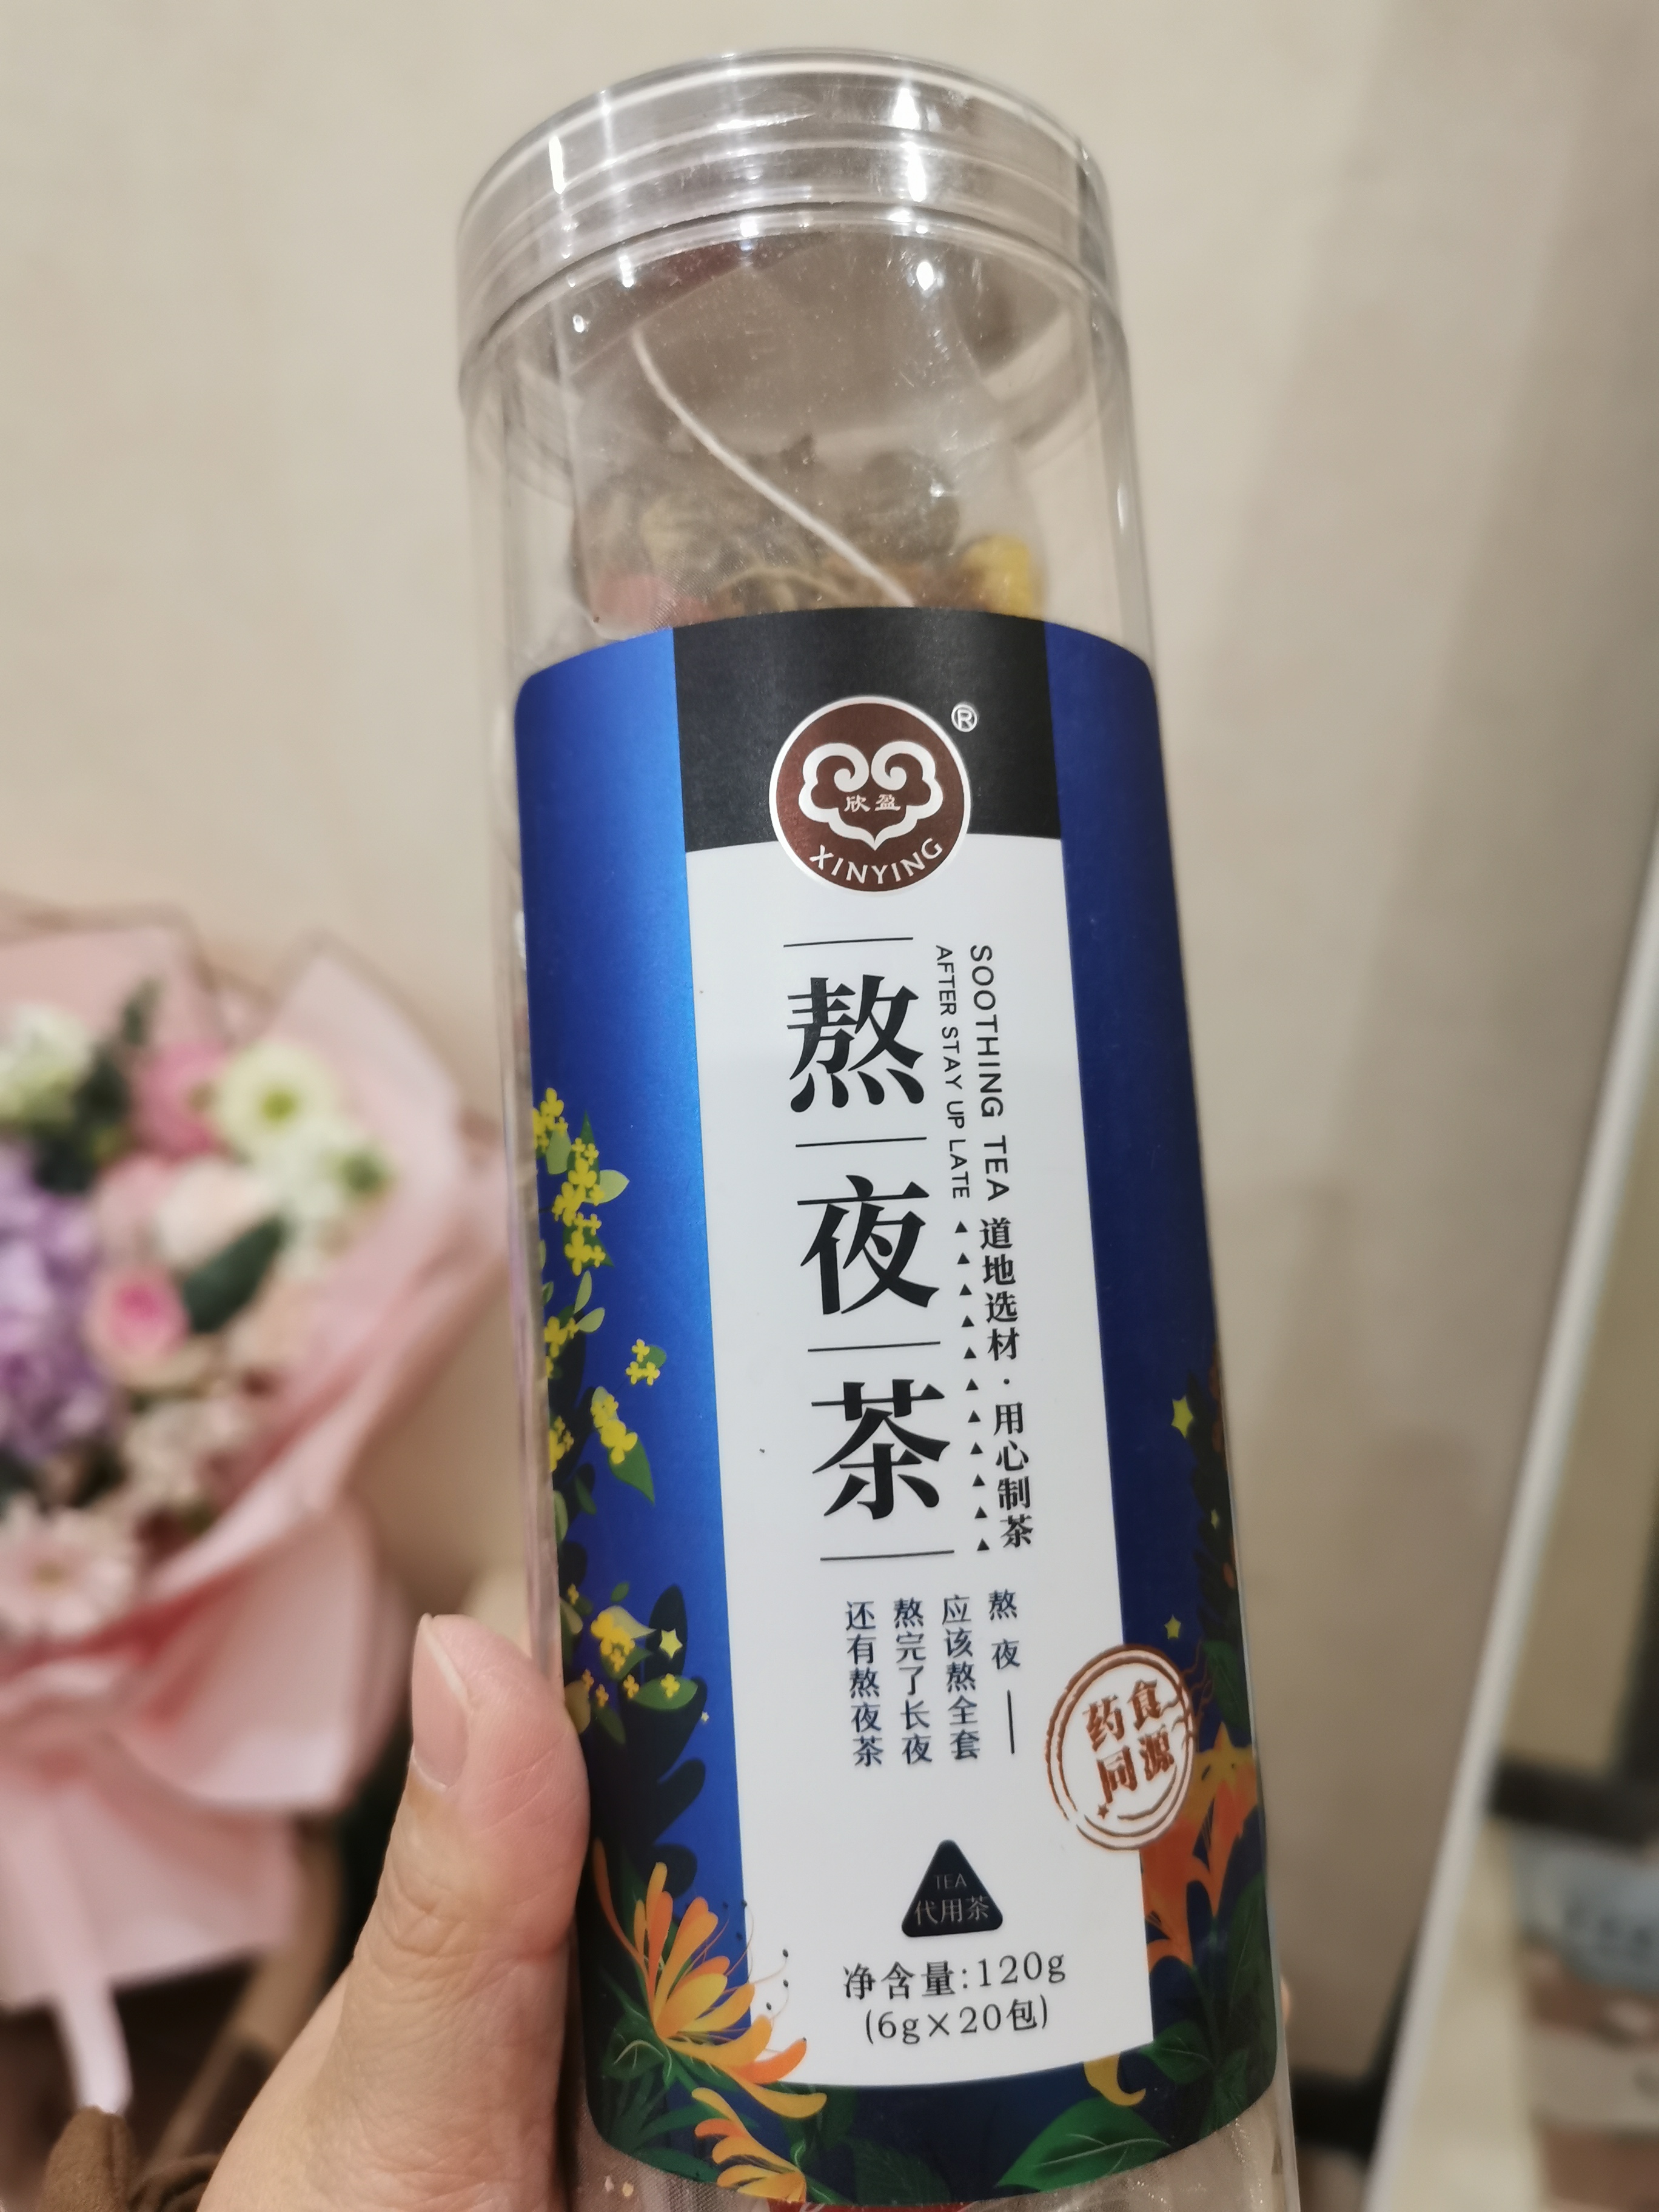 ®
欣盈
XINYING
熬夜茶
SOOTHING TEA
AFTER STAY UP LATE
道地选材·用心制茶
熬夜——
应该熬全套
熬完了长夜
还有熬夜茶
药食
同源
TEA
代用茶
净含量:120g
(6g×20包)